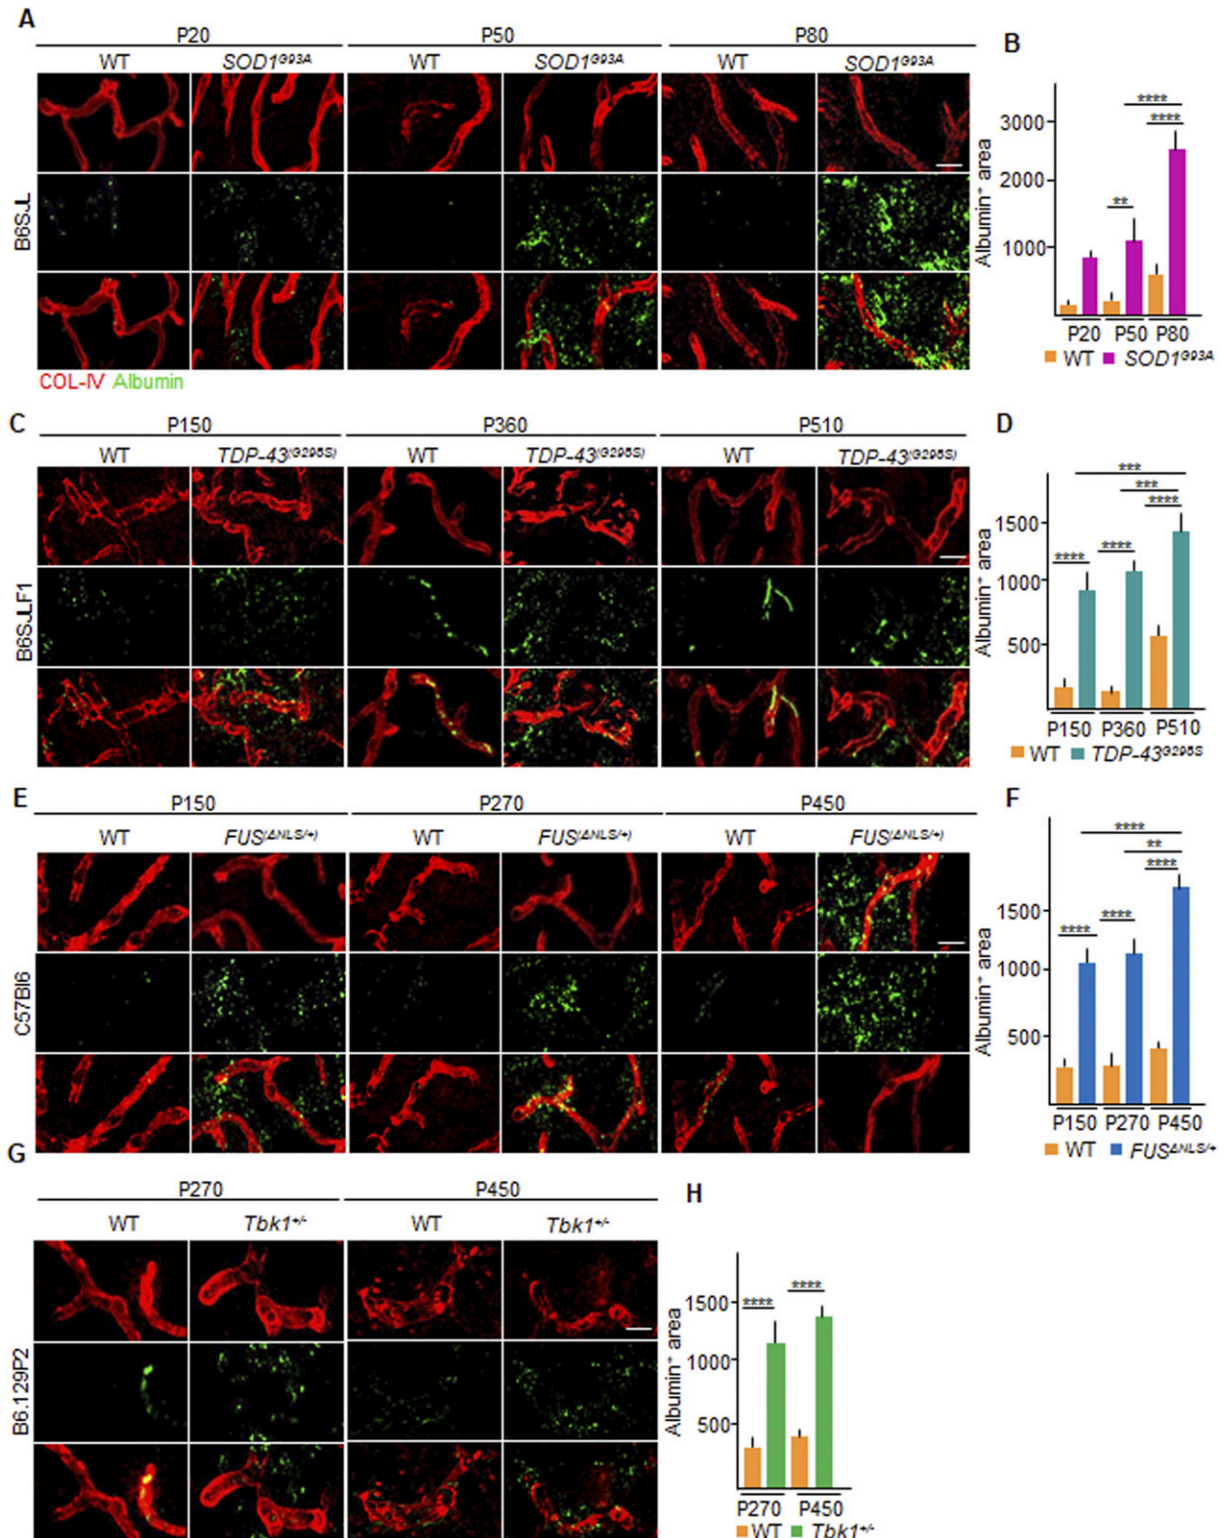 A
P20 P50 P80
WT SOD1G93A WT SOD1G93A WT SOD1G93A
B6SJL
COL-IV Albumin
B
**** 
****
**
3000
2000
1000
Albumin+ area
P20 P50 P80
WT SOD1G93A
C
P150 P360 P510
WT TDP-43(G298S) WT TDP-43(G298S) WT TDP-43(G298S)
B6SJLF1
D
***
***
****
**** ****
1500
1000
500
Albumin+ area
P150 P360 P510
WT TDP-43G298S
E
P150 P270 P450
WT FUS(ΔNLS/+) WT FUS(ΔNLS/+) WT FUS(ΔNLS/+)
C57Bl6
F
****
**
****
**** ****
1500
1000
500
Albumin+ area
P150 P270 P450
WT FUSΔNLS/+
G
P270 P450
WT Tbk1+/- WT Tbk1+/-
B6.129P2
H
**** ****
1500
1000
500
Albumin+ area
P270 P450
WT Tbk1+/-